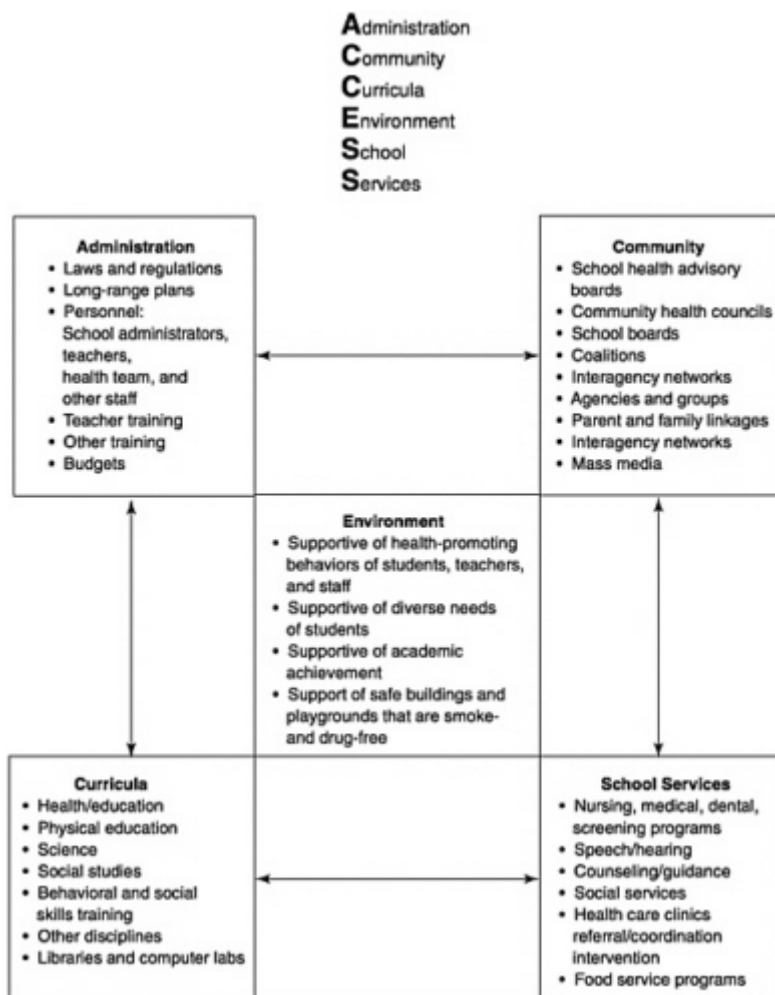 Administration
Community
Curricula
Environment
School
Services
Administration
• Laws and regulations
• Long-range plans
• Personnel:
School administrators,
teachers,
health team, and
other staff
• Teacher training
• Other training
• Budgets
Community
• School health advisory
boards
• Community health councils
• School boards
• Coalitions
• Interagency networks
• Agencies and groups
• Parent and family linkages
• Interagency networks
• Mass media
Environment
• Supportive of health-promoting
behaviors of students, teachers,
and staff
• Supportive of diverse needs
of students
• Supportive of academic
achievement
• Support of safe buildings and
playgrounds that are smoke-
and drug-free
Curricula
• Health/education
• Physical education
• Science
• Social studies
• Behavioral and social
skills training
• Other disciplines
• Libraries and computer labs
School Services
• Nursing, medical, dental,
screening programs
• Speech/hearing
• Counseling/guidance
• Social services
• Health care clinics
referral/coordination
intervention
• Food service programs